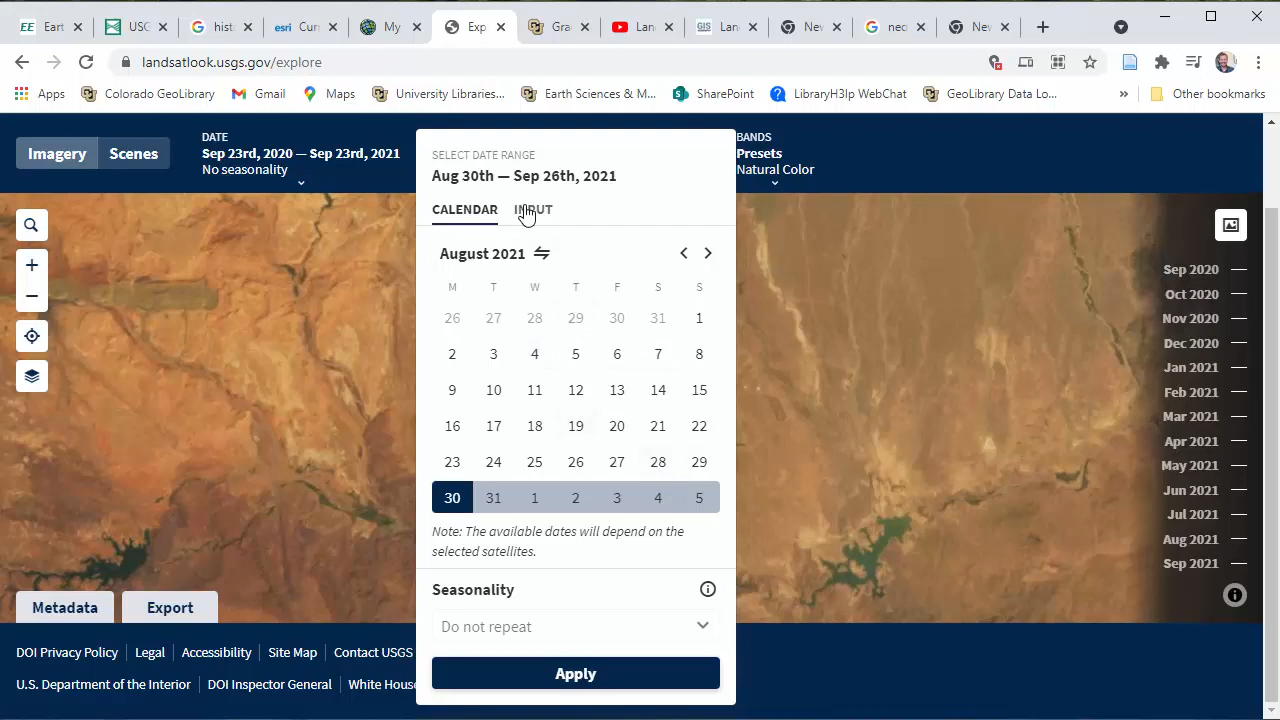 EE Eart
USC
hist
esri Curr
My
Exp
Gra
Lan
GIS Lan
Nev
nec
Nev
landsatlook.usgs.gov/explore
Apps
Colorado GeoLibrary
Gmail
Maps
University Libraries...
Earth Sciences & M...
SharePoint
LibraryH3lp WebChat
GeoLibrary Data Lo...
»
Other bookmarks
Imagery
Scenes
DATE
Sep 23rd, 2020 — Sep 23rd, 2021
No seasonality
BANDS
Presets
Natural Color
SELECT DATE RANGE
Aug 30th — Sep 26th, 2021
CALENDAR INPUT
August 2021
M T W T F S S
26 27 28 29 30 31 1
2 3 4 5 6 7 8
9 10 11 12 13 14 15
16 17 18 19 20 21 22
23 24 25 26 27 28 29
30 31 1 2 3 4 5
Note: The available dates will depend on the
selected satellites.
Seasonality
Do not repeat
Apply
Sep 2020
Oct 2020
Nov 2020
Dec 2020
Jan 2021
Feb 2021
Mar 2021
Apr 2021
May 2021
Jun 2021
Jul 2021
Aug 2021
Sep 2021
Metadata
Export
DOI Privacy Policy
Legal
Accessibility
Site Map
Contact USGS
U.S. Department of the Interior
DOI Inspector General
White House